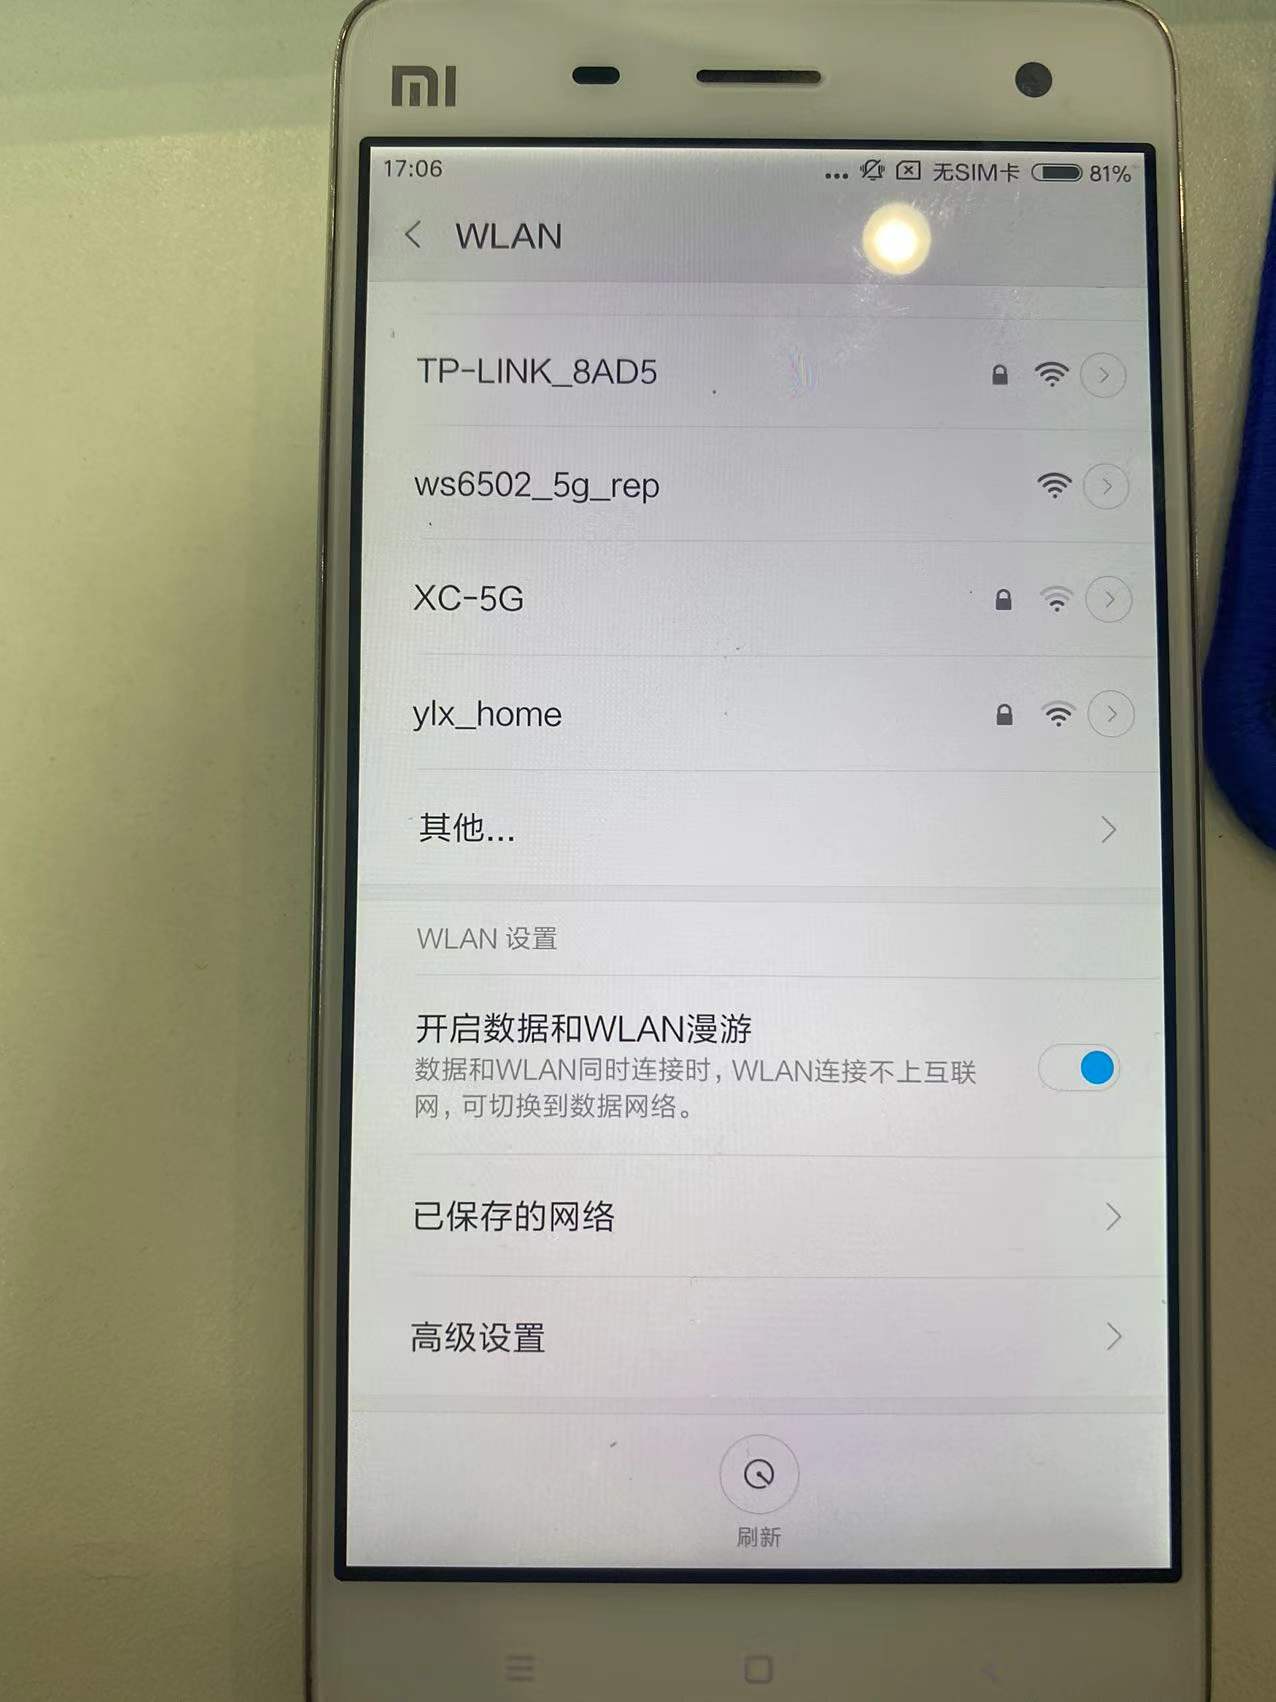 mi
17:06 ... 无SIM卡 81%
WLAN
TP-LINK_8AD5
ws6502_5g_rep
XC-5G
ylx_home
其他...
WLAN 设置
开启数据和WLAN漫游
数据和WLAN同时连接时，WLAN连接不上互联
网，可切换到数据网络。
已保存的网络
高级设置
刷新